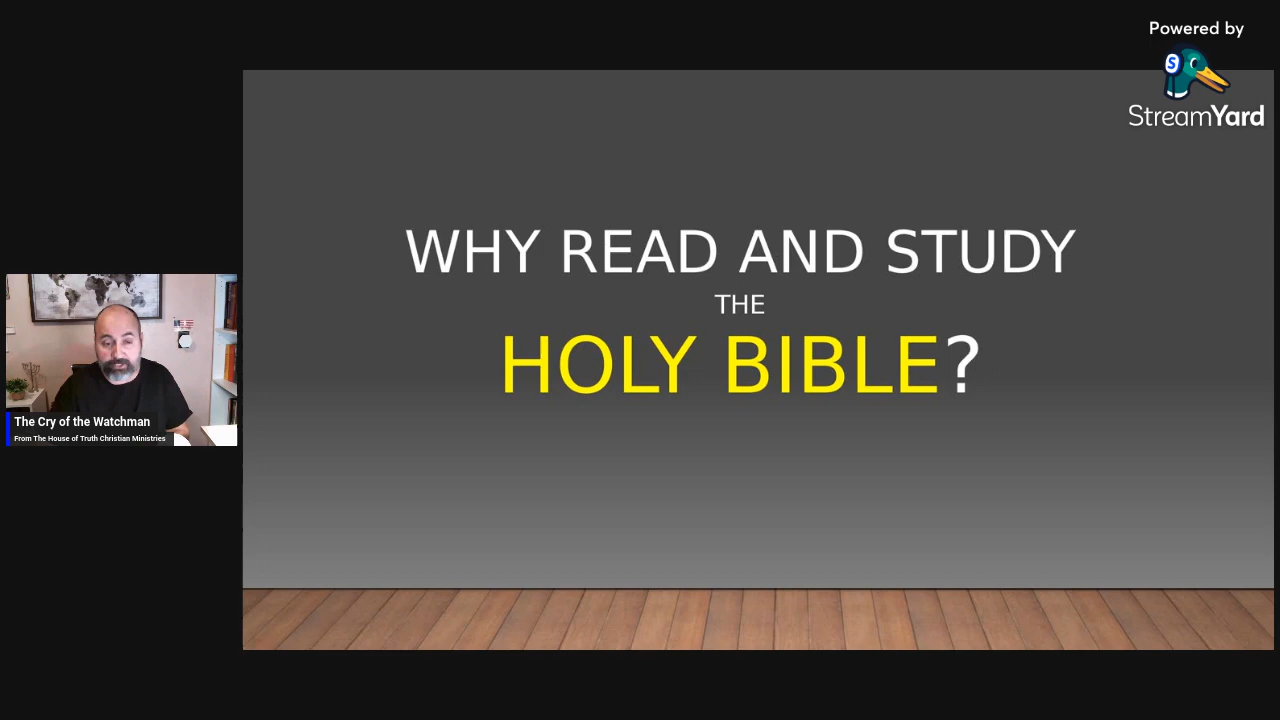 Powered by
S
StreamYard
WHY READ AND STUDY
THE
HOLY BIBLE?
The Cry of the Watchman
From The House of Truth Christian Ministries